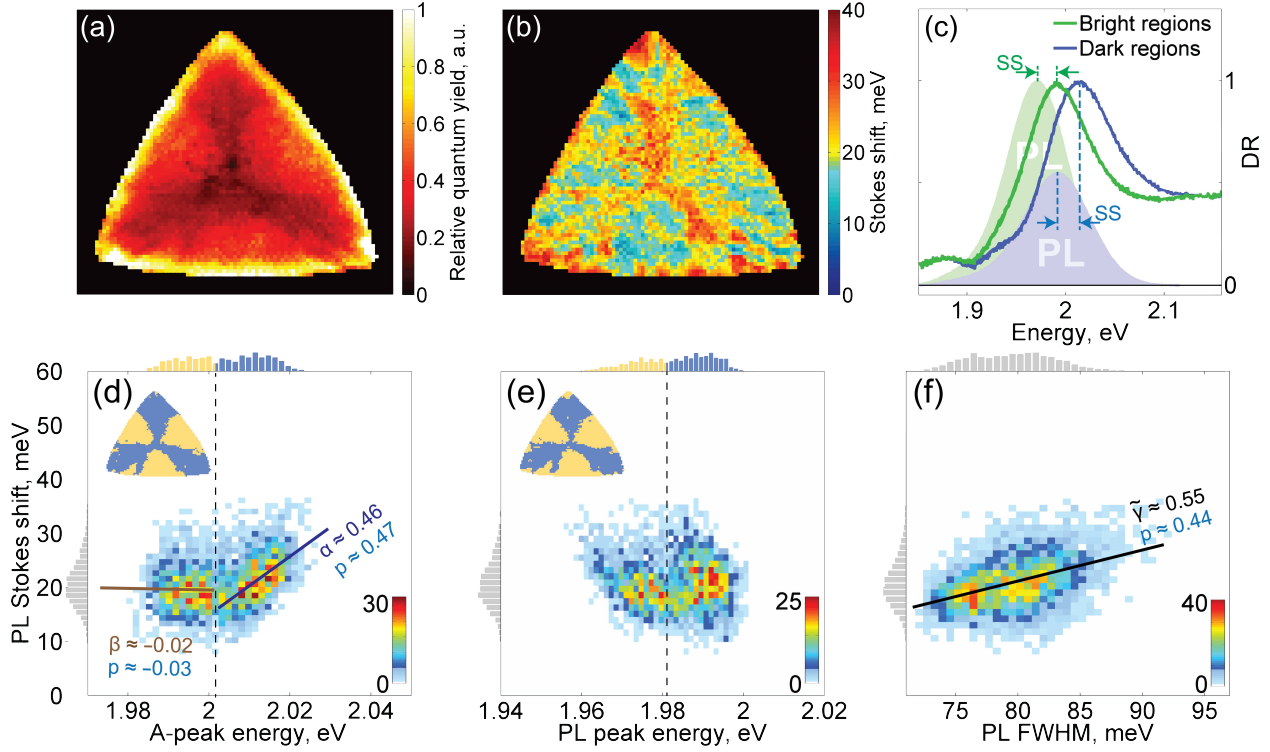 (a)
1
0.8
0.6
0.4
0.2
0
Relative quantum yield, a.u.
(b)
40
30
20
10
0
Stokes shift, meV
(c)
Bright regions
Dark regions
SS
PL
SS
PL
1
0
DR
1.9
2
2.1
Energy, eV
(d)
60
50
40
30
20
10
0
PL Stokes shift, meV
α ≈ 0.46
p ≈ 0.47
β ≈ −0.02
p ≈ −0.03
30
0
1.98
2
2.02
2.04
A-peak energy, eV
(e)
25
0
1.94
1.96
1.98
2
2.02
PL peak energy, eV
(f)
γ̃ ≈ 0.55
p ≈ 0.44
40
0
75
80
85
90
95
PL FWHM, meV